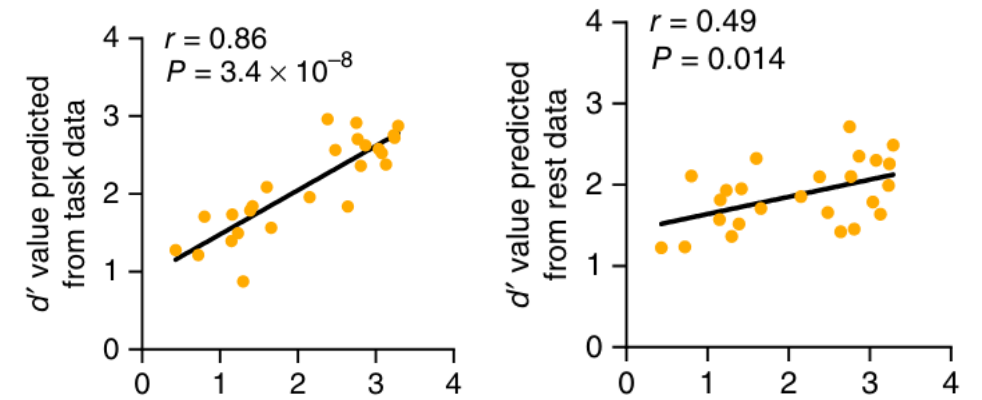 d′ value predicted
from task data
r = 0.86
P = 3.4 × 10⁻⁸
4
3
2
1
0
0 1 2 3 4
d′ value predicted
from rest data
r = 0.49
P = 0.014
4
3
2
1
0
0 1 2 3 4